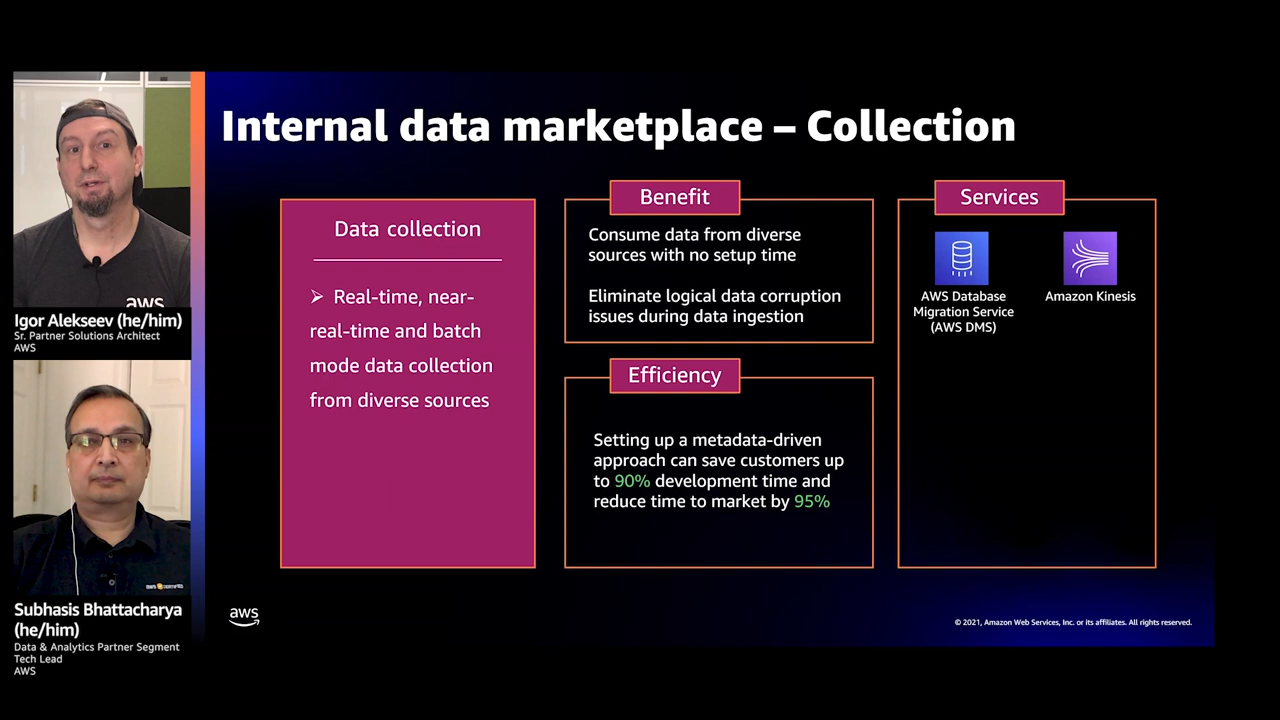 Internal data marketplace – Collection
Data collection
➢ Real-time, near-
real-time and batch
mode data collection
from diverse sources
Benefit
Consume data from diverse
sources with no setup time
Eliminate logical data corruption
issues during data ingestion
Efficiency
Setting up a metadata-driven
approach can save customers up
to 90% development time and
reduce time to market by 95%
Services
AWS Database
Migration Service
(AWS DMS)
Amazon Kinesis
aws
Igor Alekseev (he/him)
Sr. Partner Solutions Architect
AWS
Subhasis Bhattacharya
(he/him)
Data & Analytics Partner Segment
Tech Lead
AWS
aws
© 2021, Amazon Web Services, Inc. or its affiliates. All rights reserved.